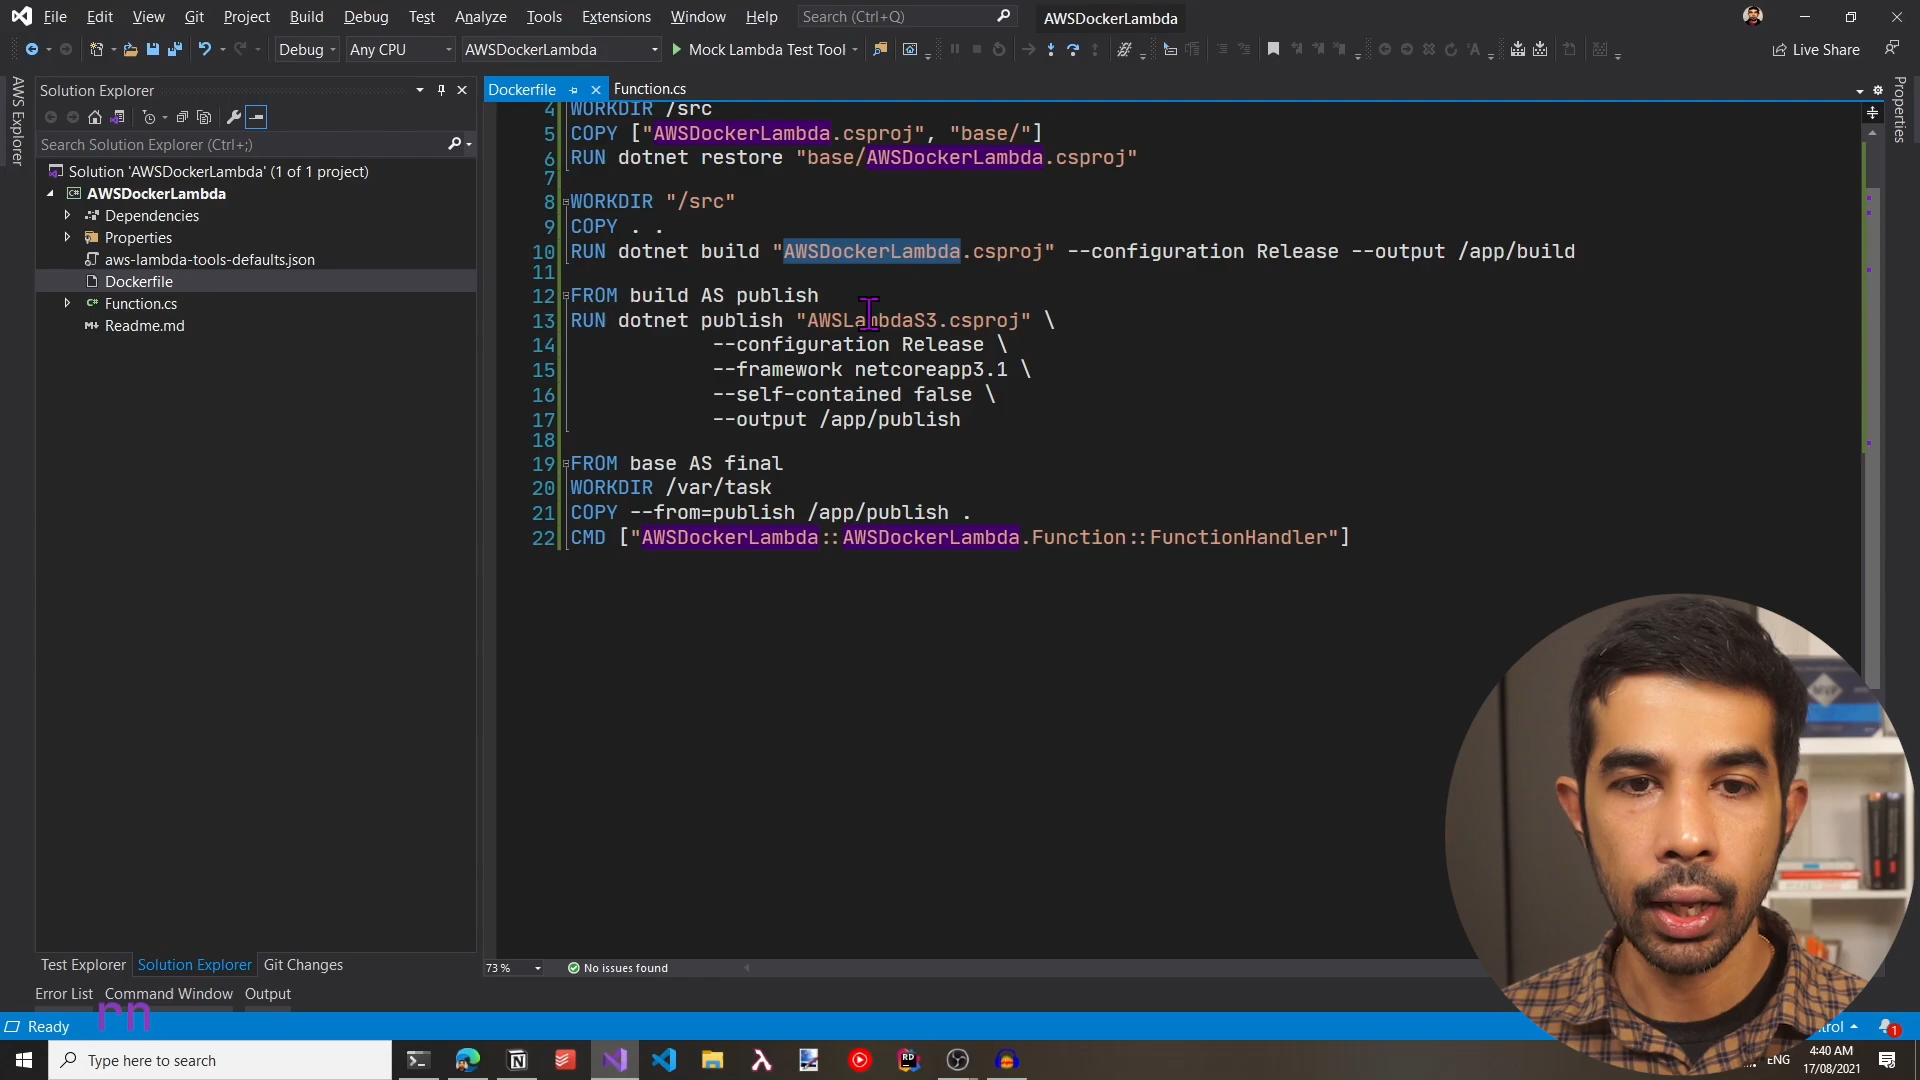 File Edit View Git Project Build Debug Test Analyze Tools Extensions Window Help Search (Ctrl+Q) AWSDockerLambda
Debug Any CPU AWSDockerLambda Mock Lambda Test Tool Live Share
AWS Explorer
Solution Explorer
Search Solution Explorer (Ctrl+;)
Solution 'AWSDockerLambda' (1 of 1 project)
AWSDockerLambda
Dependencies
Properties
aws-lambda-tools-defaults.json
Dockerfile
Function.cs
Readme.md
Dockerfile Function.cs
Properties
4 WORKDIR /src
5 COPY ["AWSDockerLambda.csproj", "base/"]
6 RUN dotnet restore "base/AWSDockerLambda.csproj"
7
8 WORKDIR "/src"
9 COPY . .
10 RUN dotnet build "AWSDockerLambda.csproj" --configuration Release --output /app/build
11
12 FROM build AS publish
13 RUN dotnet publish "AWSLambdaS3.csproj" \
14 --configuration Release \
15 --framework netcoreapp3.1 \
16 --self-contained false \
17 --output /app/publish
18
19 FROM base AS final
20 WORKDIR /var/task
21 COPY --from=publish /app/publish .
22 CMD ["AWSDockerLambda::AWSDockerLambda.Function::FunctionHandler"]
73 % No issues found
Test Explorer Solution Explorer Git Changes
Error List Command Window Output
rn
Ready
1
Type here to search
ENG
4:40 AM
17/08/2021